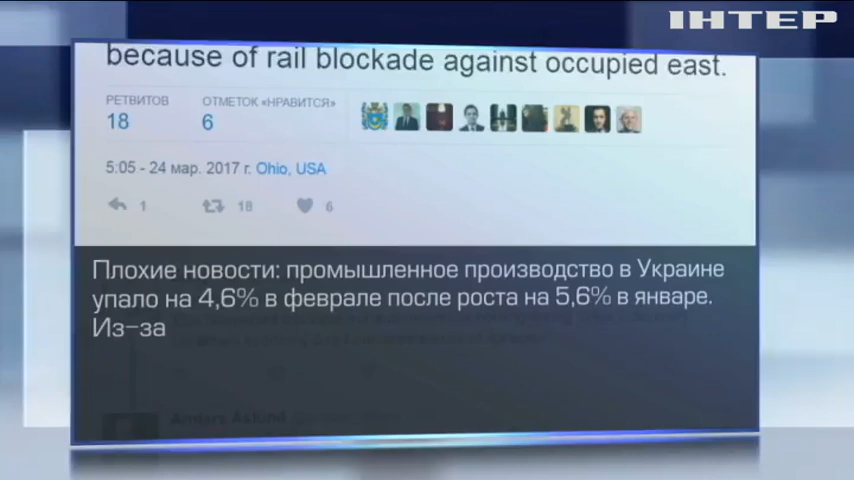 ІНТЕР
because of rail blockade against occupied east.
РЕТВИТОВ ОТМЕТОК «НРАВИТСЯ»
18 6
5:05 - 24 мар. 2017 г. Ohio, USA
1 18 6
Плохие новости: промышленное производство в Украине
упало на 4,6% в феврале после роста на 5,6% в январе.
Из-за
Anders Aslund